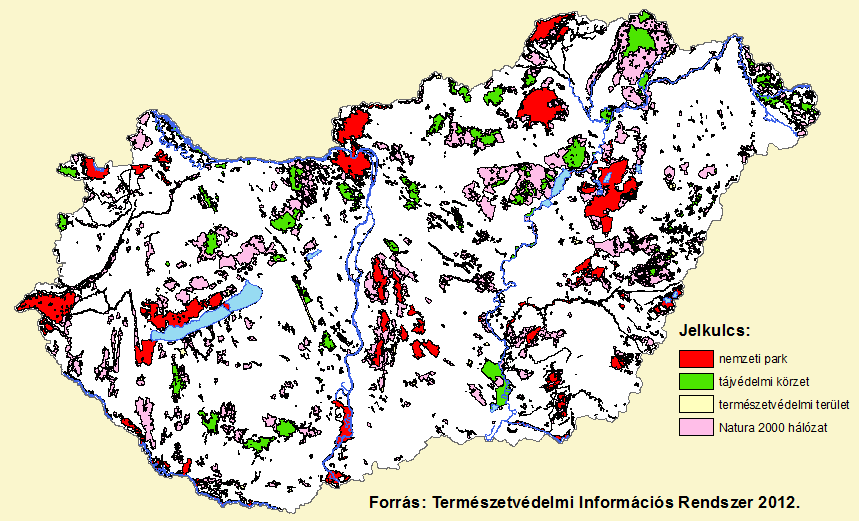 Jelkulcs:
nemzeti park
tájvédelmi körzet
természetvédelmi terület
Natura 2000 hálózat
Forrás: Természetvédelmi Információs Rendszer 2012.